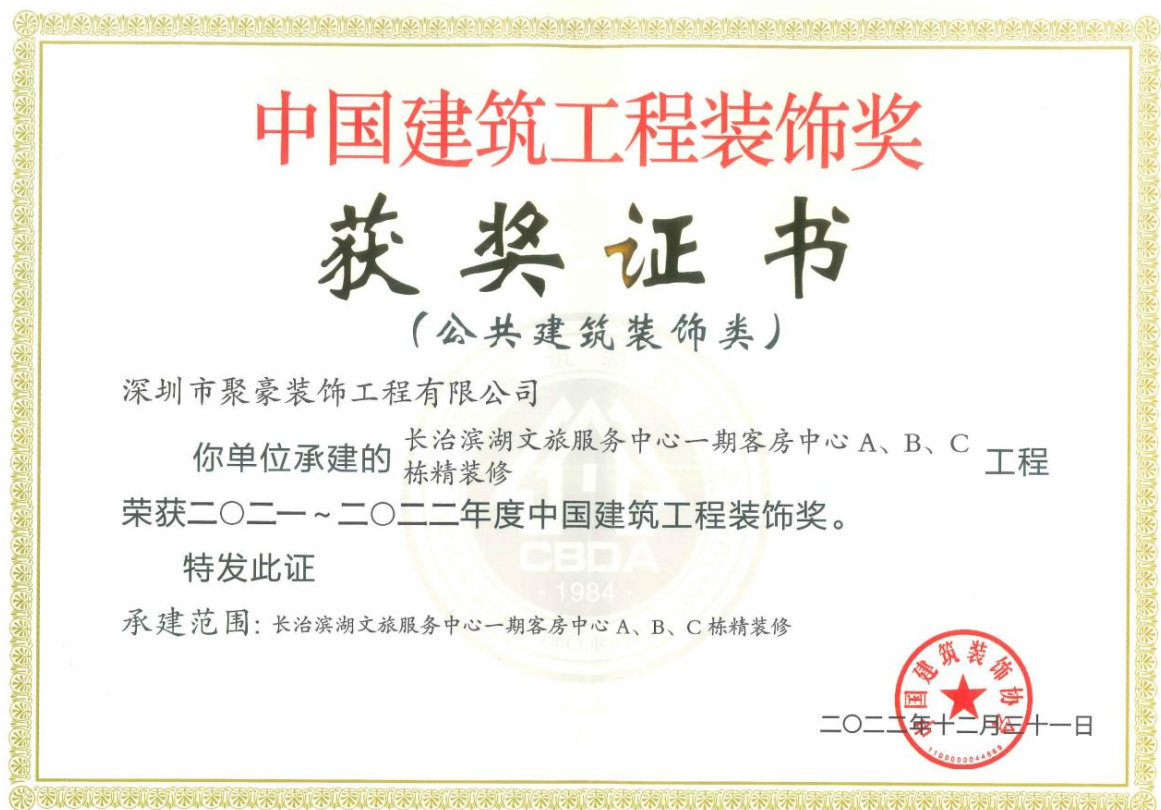 中国建筑工程装饰奖
获奖证书
(公共建筑装饰类)
深圳市聚豪装饰工程有限公司
你单位承建的 长治滨湖文旅服务中心一期客房中心 A、B、C 栋精装修 工程
荣获二〇二一~二〇二二年度中国建筑工程装饰奖。
特发此证
CBDA
·1984·
承建范围: 长治滨湖文旅服务中心一期客房中心 A、B、C 栋精装修
中国建筑装饰协会
二〇二二年十二月三十一日